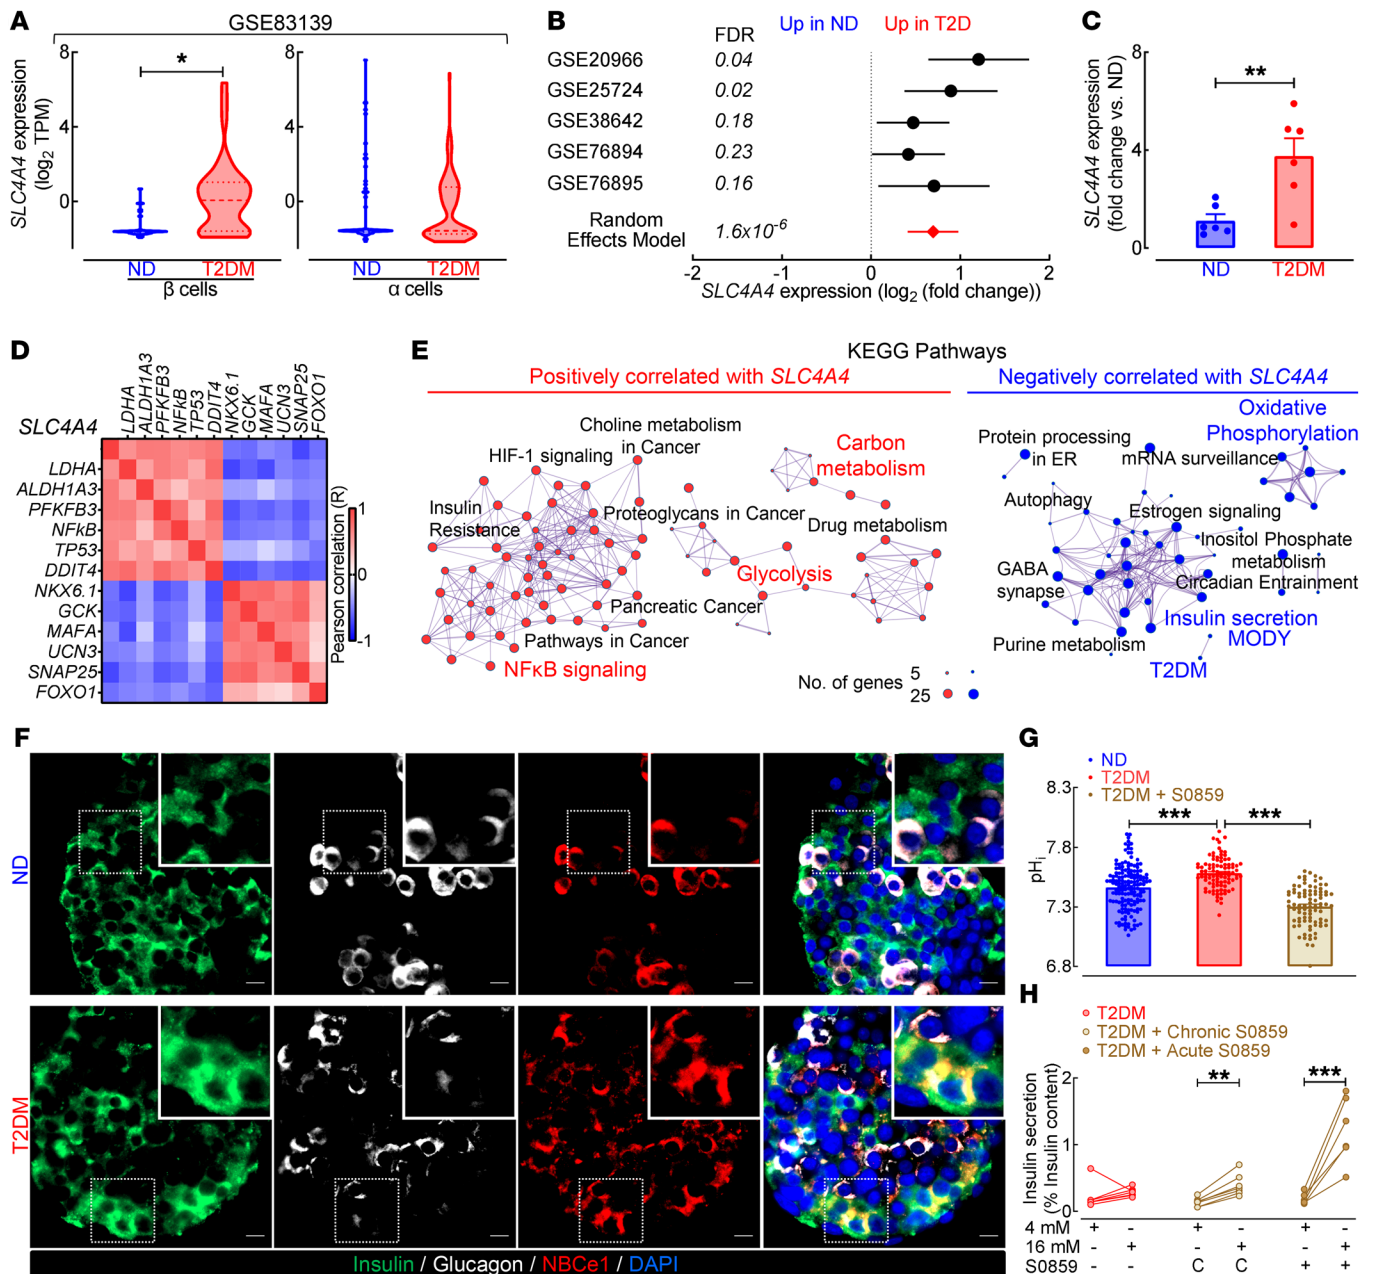 A
GSE83139
SLC4A4 expression
(log2 TPM)
8
4
0
*
ND
T2DM
β cells
8
4
0
ND
T2DM
α cells
B
FDR
Up in ND
Up in T2D
GSE20966
0.04
GSE25724
0.02
GSE38642
0.18
GSE76894
0.23
GSE76895
0.16
Random
Effects Model
1.6x10-6
-2
-1
0
1
2
SLC4A4 expression (log2 (fold change))
C
SLC4A4 expression
(fold change vs. ND)
8
4
0
**
ND
T2DM
D
SLC4A4
LDHA
ALDH1A3
PFKFB3
NFkB
TP53
DDIT4
NKX6.1
GCK
MAFA
UCN3
SNAP25
FOXO1
LDHA
ALDH1A3
PFKFB3
NFkB
TP53
DDIT4
NKX6.1
GCK
MAFA
UCN3
SNAP25
FOXO1
1
0
-1
Pearson correlation (R)
E
KEGG Pathways
Positively correlated with SLC4A4
Choline metabolism
in Cancer
HIF-1 signaling
Carbon
metabolism
Insulin
Resistance
Proteoglycans in Cancer
Drug metabolism
Glycolysis
Pancreatic Cancer
Pathways in Cancer
NFκB signaling
No. of genes
5
25
Negatively correlated with SLC4A4
Oxidative
Phosphorylation
Protein processing
in ER
mRNA surveillance
Autophagy
Estrogen signaling
Inositol Phosphate
metabolism
GABA
synapse
Circadian Entrainment
Insulin secretion
MODY
Purine metabolism
T2DM
F
ND
T2DM
Insulin / Glucagon / NBCe1 / DAPI
G
ND
T2DM
T2DM + S0859
pHi
8.3
7.8
7.3
6.8
***
***
H
T2DM
T2DM + Chronic S0859
T2DM + Acute S0859
Insulin secretion
(% Insulin content)
2
1
0
**
***
4 mM + - + - + -
16 mM - + - + - +
S0859 - - C C + +